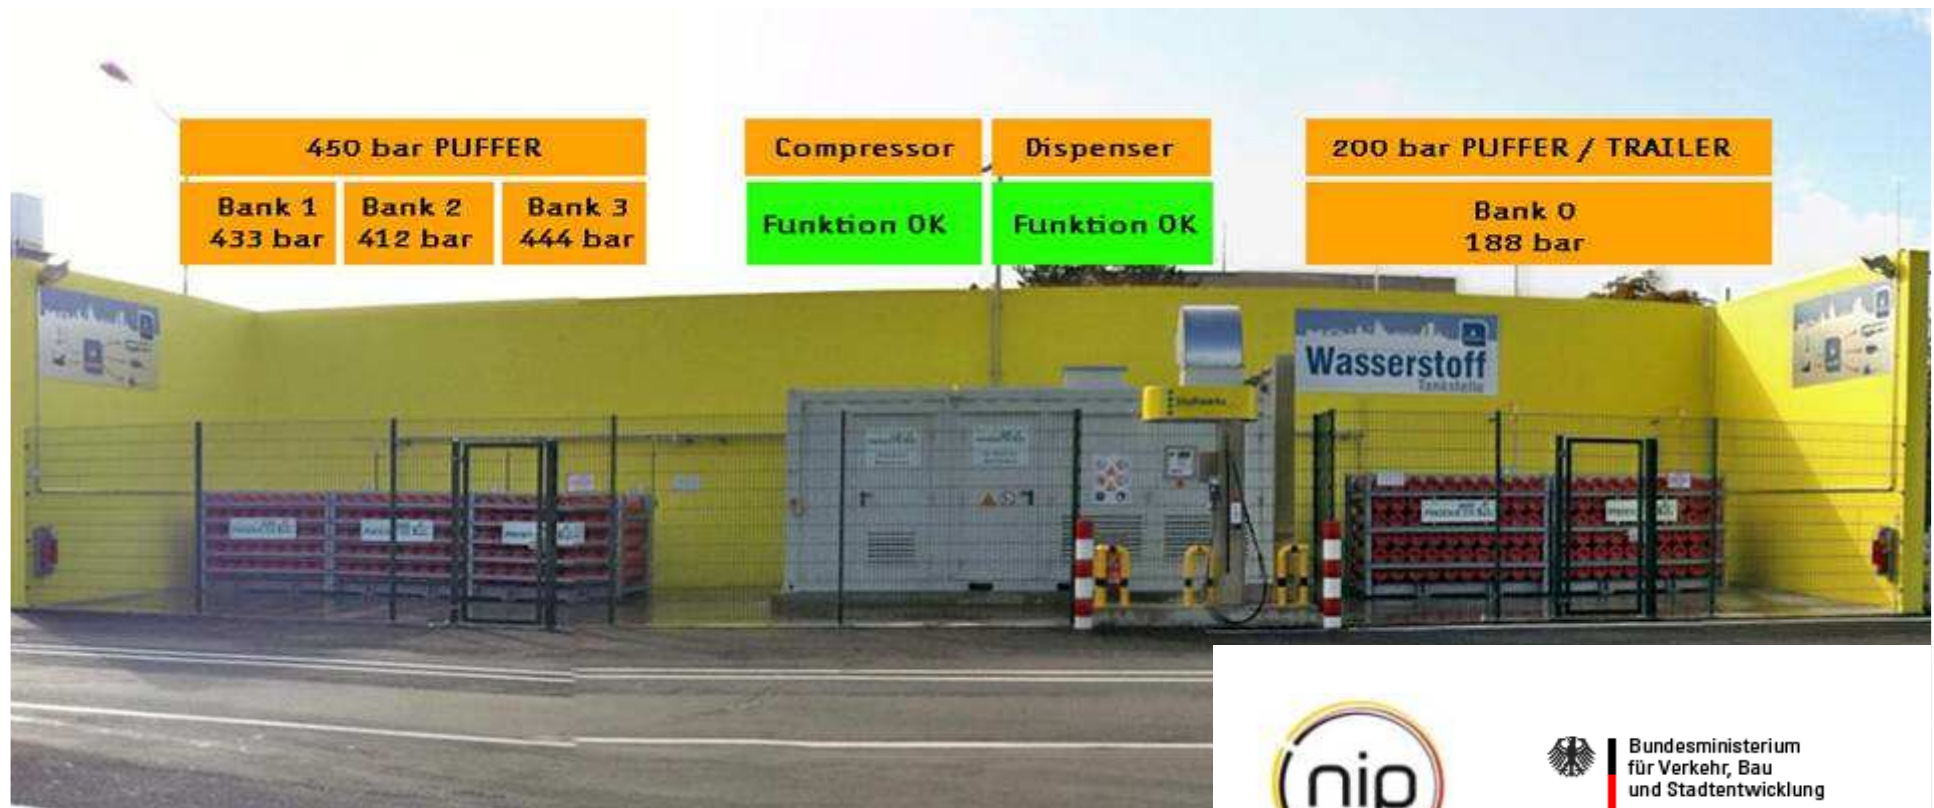 450 bar PUFFER
Bank 1
433 bar
Bank 2
412 bar
Bank 3
444 bar
Compressor
Funktion OK
Dispenser
Funktion OK
200 bar PUFFER / TRAILER
Bank 0
188 bar
Wasserstoff
Tankstelle
nip
Bundesministerium
für Verkehr, Bau
und Stadtentwicklung